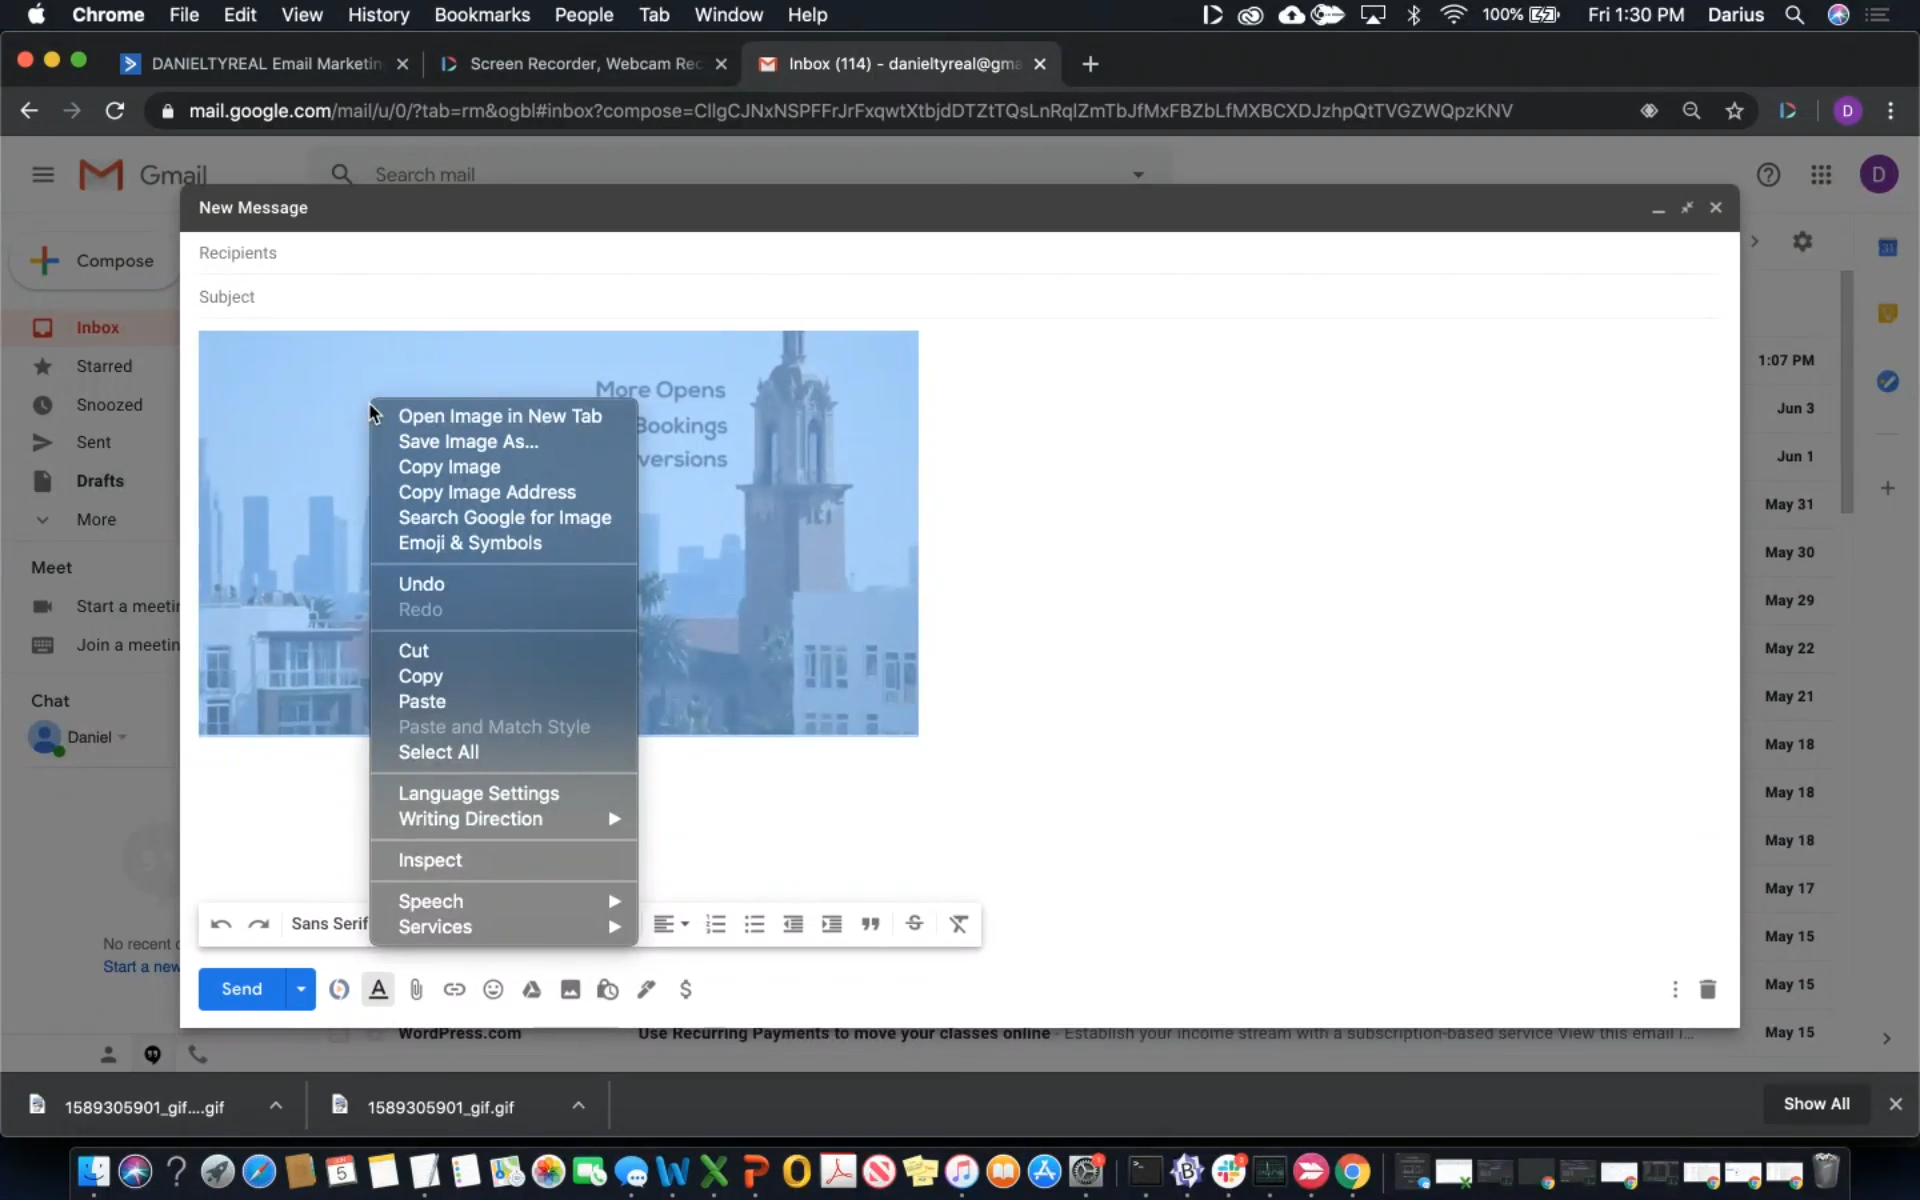 Chrome File Edit View History Bookmarks People Tab Window Help 100% Fri 1:30 PM Darius
DANIELTYREAL Email Marketin Screen Recorder, Webcam Rec Inbox (114) - danieltyreal@gma
mail.google.com/mail/u/0/?tab=rm&ogbl#inbox?compose=CllgCJNxNSPFFrJrFxqwtXtbjdDTZtTQsLnRqlZmTbJfMxFBZbLfMXBCXDJzhpQtTVGZWQpzKNV D
Gmail Search mail D
New Message
Compose
Recipients
Subject
Inbox
Starred
Snoozed
Sent
Drafts
More
Meet
Start a meetin
Join a meetin
Chat
Daniel
No recent c
Start a new
More Opens
Bookings
versions
Open Image in New Tab
Save Image As...
Copy Image
Copy Image Address
Search Google for Image
Emoji & Symbols
Undo
Redo
Cut
Copy
Paste
Paste and Match Style
Select All
Language Settings
Writing Direction
Inspect
Speech
Services
Sans Serif
Send
1:07 PM
Jun 3
Jun 1
May 31
May 30
May 29
May 22
May 21
May 18
May 18
May 18
May 17
May 15
May 15
WordPress.com Use Recurring Payments to move your classes online - Establish your income stream with a subscription-based service View this email i... May 15
1589305901_gif....gif 1589305901_gif.gif Show All